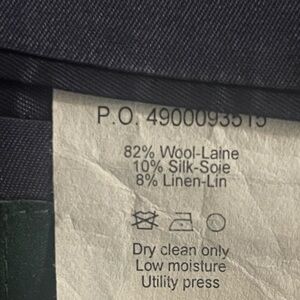 P.O. 4900093515
82% Wool-Laine
10% Silk-Soie
8% Linen-Lin
Dry clean only
Low moisture
Utility press